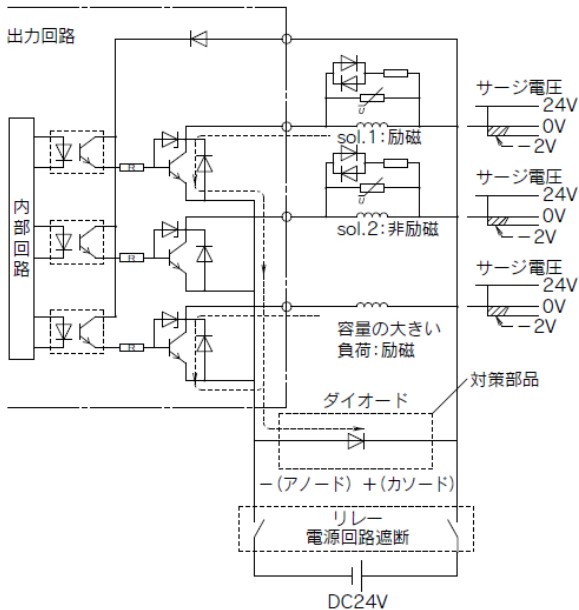 出力回路
サージ電圧
24V
0V
−2V
sol.1:励磁
サージ電圧
24V
0V
−2V
sol.2:非励磁
サージ電圧
24V
0V
−2V
内部回路
R
R
R
容量の大きい
負荷:励磁
対策部品
ダイオード
−(アノード) +(カソード)
リレー
電源回路遮断
DC24V